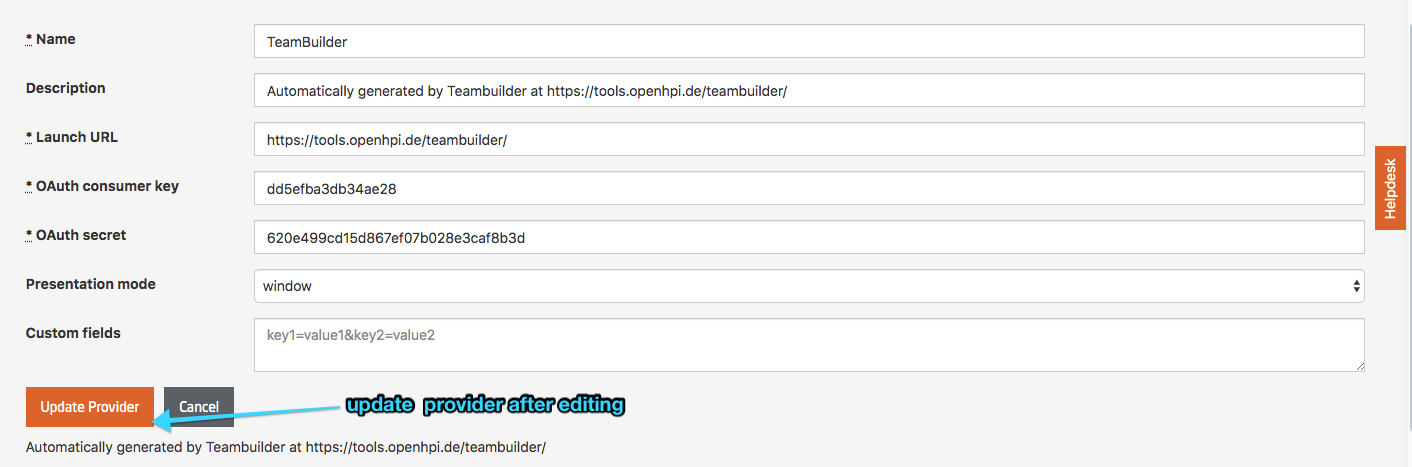 * Name
TeamBuilder
Description
Automatically generated by Teambuilder at https://tools.openhpi.de/teambuilder/
* Launch URL
https://tools.openhpi.de/teambuilder/
* OAuth consumer key
dd5efba3db34ae28
* OAuth secret
620e499cd15d867ef07b028e3caf8b3d
Presentation mode
window
Custom fields
key1=value1&key2=value2
Update Provider
Cancel
update provider after editing
Automatically generated by Teambuilder at https://tools.openhpi.de/teambuilder/
Helpdesk